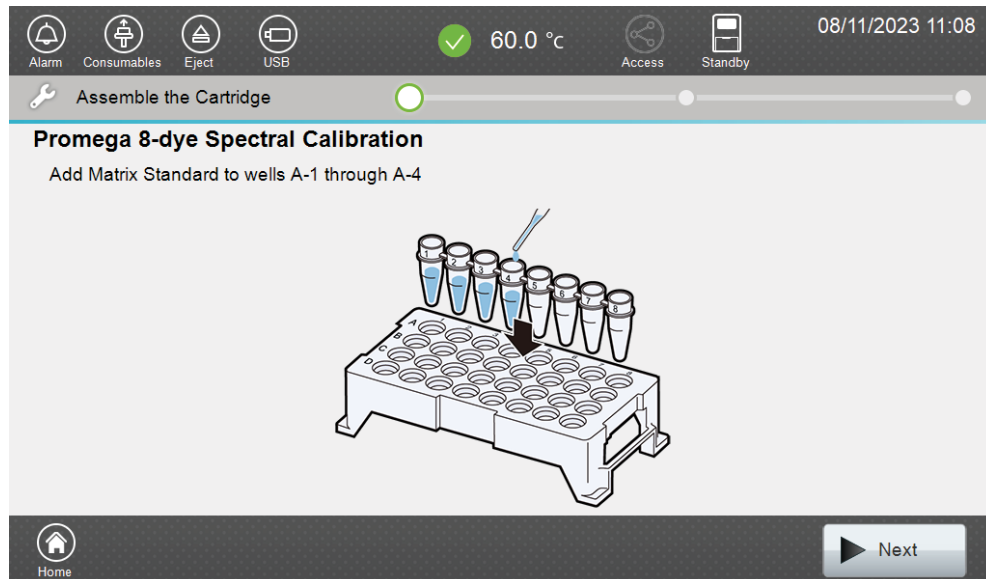 60.0 °c
08/11/2023 11:08
Alarm
Consumables
Eject
USB
Access
Standby
Assemble the Cartridge
Promega 8-dye Spectral Calibration
Add Matrix Standard to wells A-1 through A-4
1
2
3
4
5
6
7
8
A
B
C
D
Home
Next